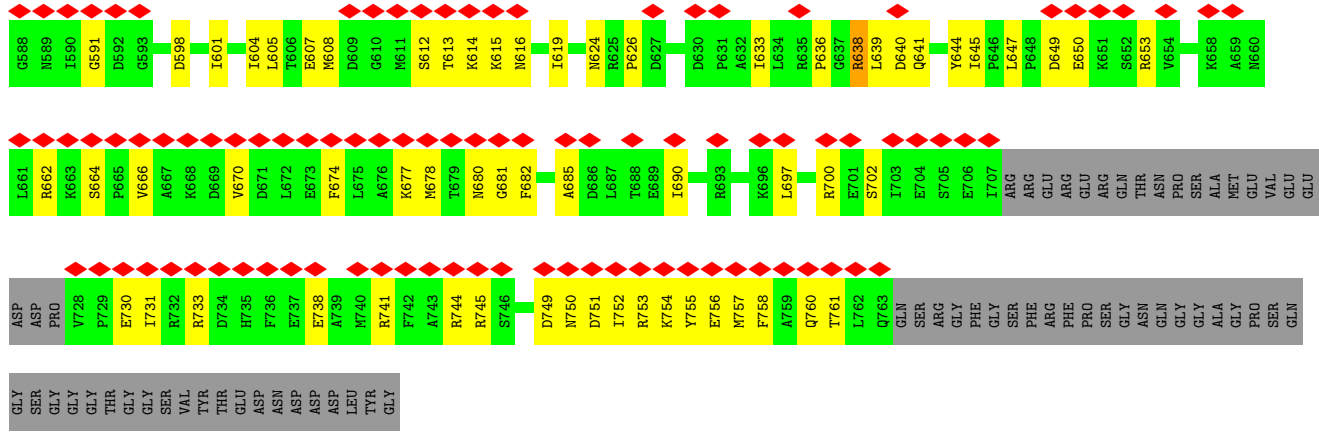 G588 N589 I590 G591 D592 G593 D598 I601 I604 L605 T606 E607 M608 D609 G610 M611 S612 T613 K614 K615 N616 I619 N624 R625 P626 D627 D630 P631 A632 I633 L634 R635 P636 G637 R638 L639 D640 Q641 Y644 I645 P646 L647 P648 D649 E650 K651 S652 R653 V654 K658 A659 N660
L661 R662 K663 S664 P665 V666 A667 K668 D669 V670 D671 L672 E673 F674 L675 A676 K677 M678 T679 N680 G681 F682 A685 D686 L687 T688 E689 I690 R693 K696 L697 R700 E701 S702 I703 E704 S705 E706 I707 ARG ARG GLU ARG GLU ARG GLN THR ASN PRO SER ALA MET GLU VAL GLU GLU
ASP ASP PRO V728 P729 E730 I731 R732 R733 D734 H735 F736 E737 E738 A739 M740 R741 F742 A743 R744 R745 S746 D749 N750 D751 I752 R753 K754 Y755 E756 M757 F758 A759 Q760 T761 L762 Q763 GLN SER ARG GLY PHE GLY SER PHE ARG PHE PRO SER GLY ASN GLN GLY GLY ALA GLY PRO SER GLN
GLY SER GLY GLY GLY THR GLY GLY SER VAL TYR THR GLU ASP ASN ASP ASP ASP LEU TYR GLY